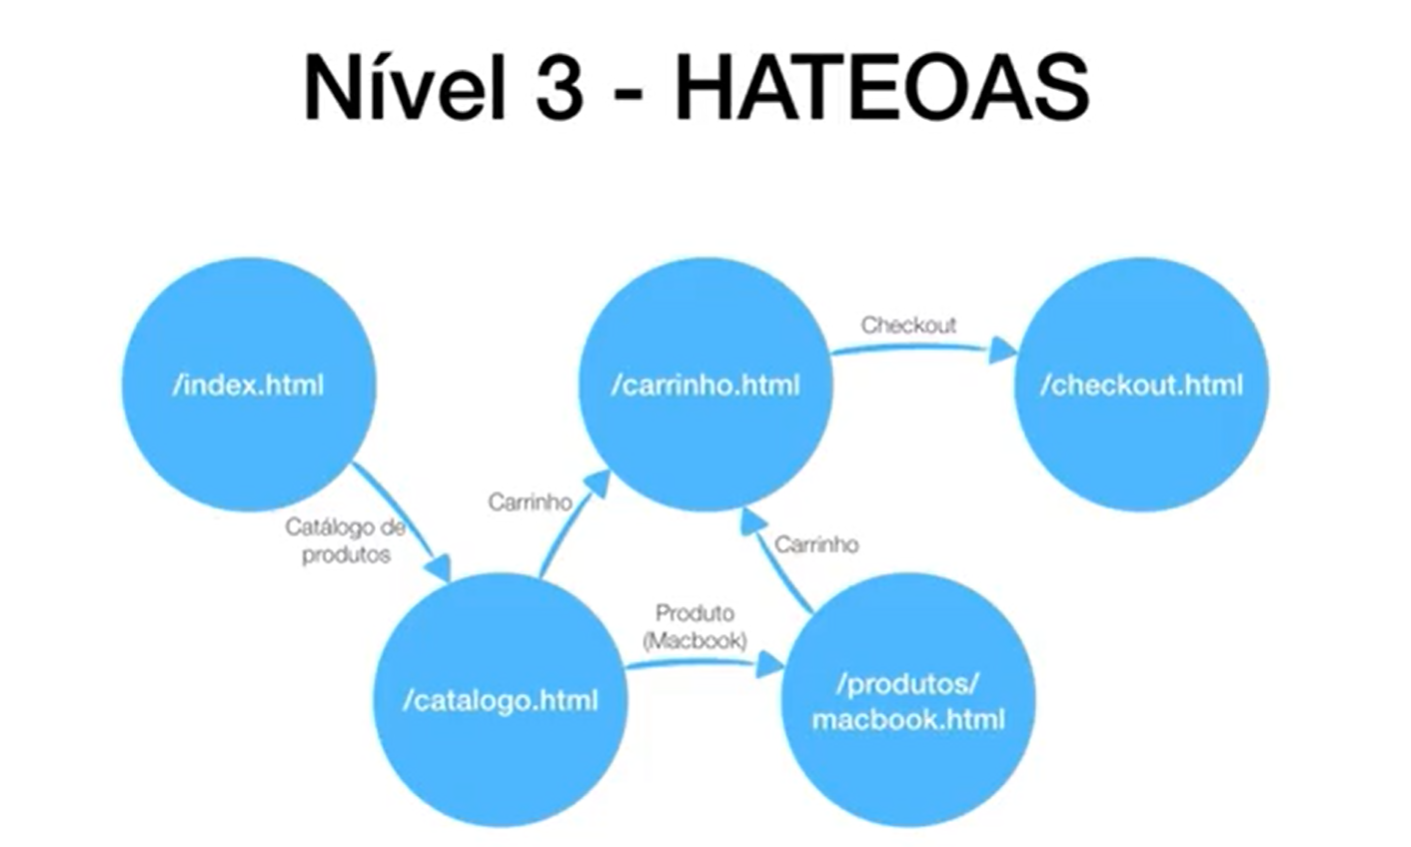 Nível 3 - HATEOAS
/index.html
/carrinho.html
Checkout
/checkout.html
Catálogo de
produtos
Carrinho
Carrinho
/catalogo.html
Produto
(Macbook)
/produtos/
macbook.html